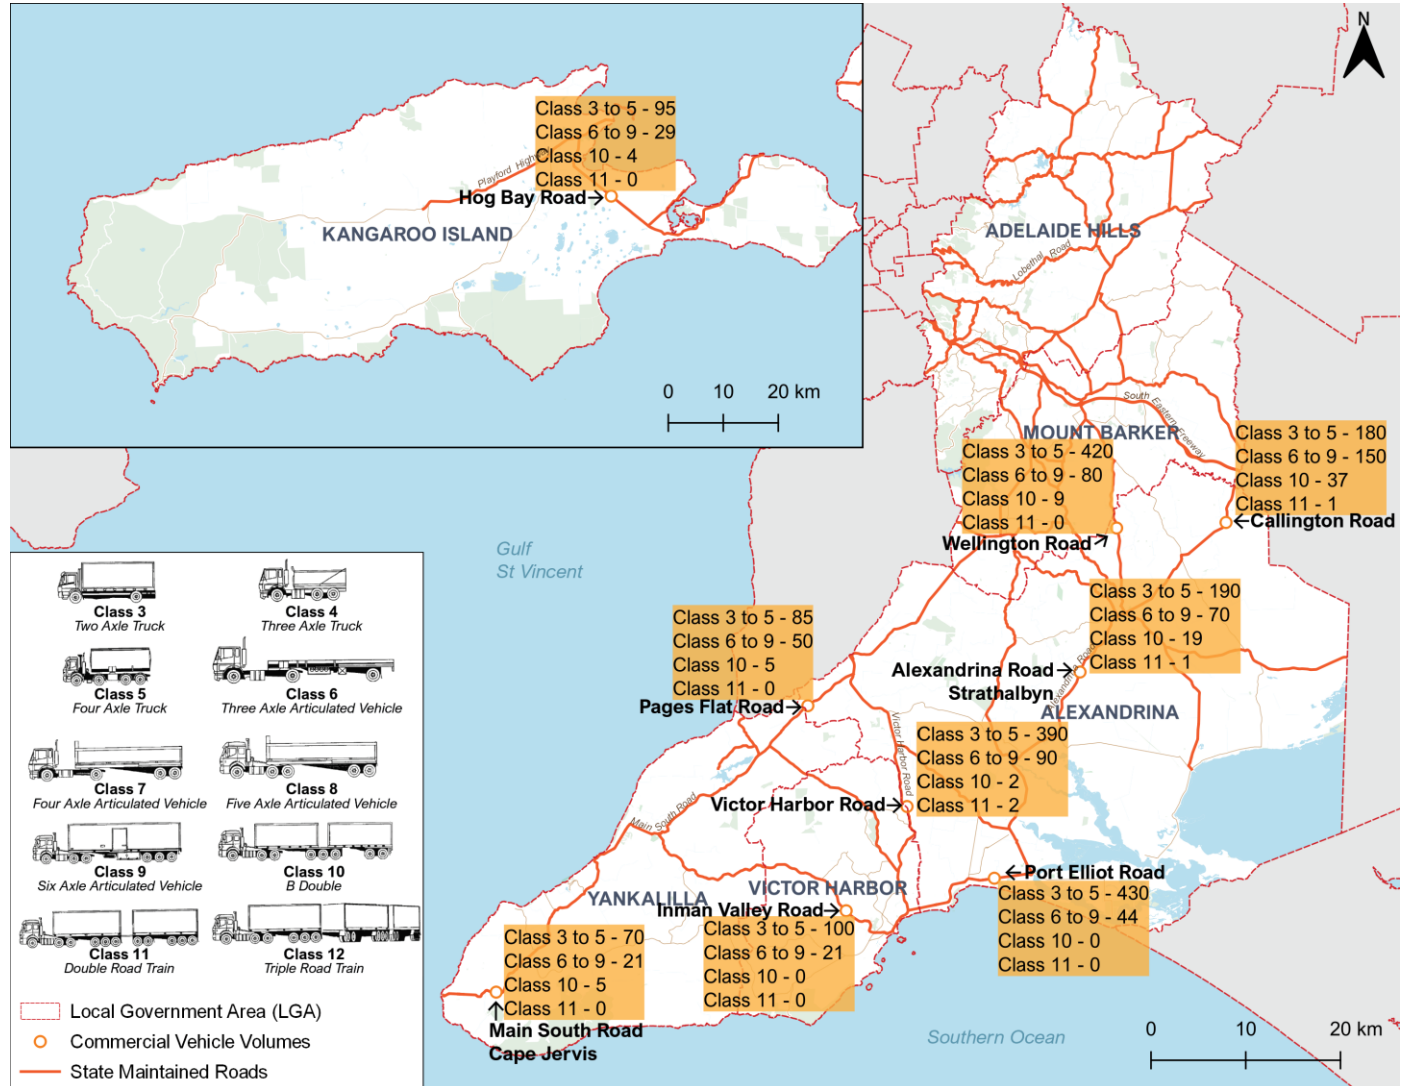 N
Class 3 to 5 - 95
Class 6 to 9 - 29
Class 10 - 4
Class 11 - 0
Playford Highway
Hog Bay Road
KANGAROO ISLAND
0 10 20 km
ADELAIDE HILLS
Lobethal Road
South Eastern Freeway
MOUNT BARKER
Class 3 to 5 - 420
Class 6 to 9 - 80
Class 10 - 9
Class 11 - 0
Wellington Road
Class 3 to 5 - 180
Class 6 to 9 - 150
Class 10 - 37
Class 11 - 1
Callington Road
Gulf
St Vincent
Class 3 to 5 - 190
Class 6 to 9 - 70
Class 10 - 19
Class 11 - 1
Alexandrina Road
Strathalbyn
Alexandrina Road
ALEXANDRINA
Class 3 to 5 - 85
Class 6 to 9 - 50
Class 10 - 5
Class 11 - 0
Pages Flat Road
Victor Harbor Road
Class 3 to 5 - 390
Class 6 to 9 - 90
Class 10 - 2
Class 11 - 2
Victor Harbor Road
Main South Road
Port Elliot Road
Class 3 to 5 - 430
Class 6 to 9 - 44
Class 10 - 0
Class 11 - 0
YANKALILLA
VICTOR HARBOR
Inman Valley Road
Class 3 to 5 - 100
Class 6 to 9 - 21
Class 10 - 0
Class 11 - 0
Class 3 to 5 - 70
Class 6 to 9 - 21
Class 10 - 5
Class 11 - 0
Main South Road
Cape Jervis
Southern Ocean
0 10 20 km
Class 3
Two Axle Truck
Class 4
Three Axle Truck
Class 5
Four Axle Truck
Class 6
Three Axle Articulated Vehicle
Class 7
Four Axle Articulated Vehicle
Class 8
Five Axle Articulated Vehicle
Class 9
Six Axle Articulated Vehicle
Class 10
B Double
Class 11
Double Road Train
Class 12
Triple Road Train
Local Government Area (LGA)
Commercial Vehicle Volumes
State Maintained Roads